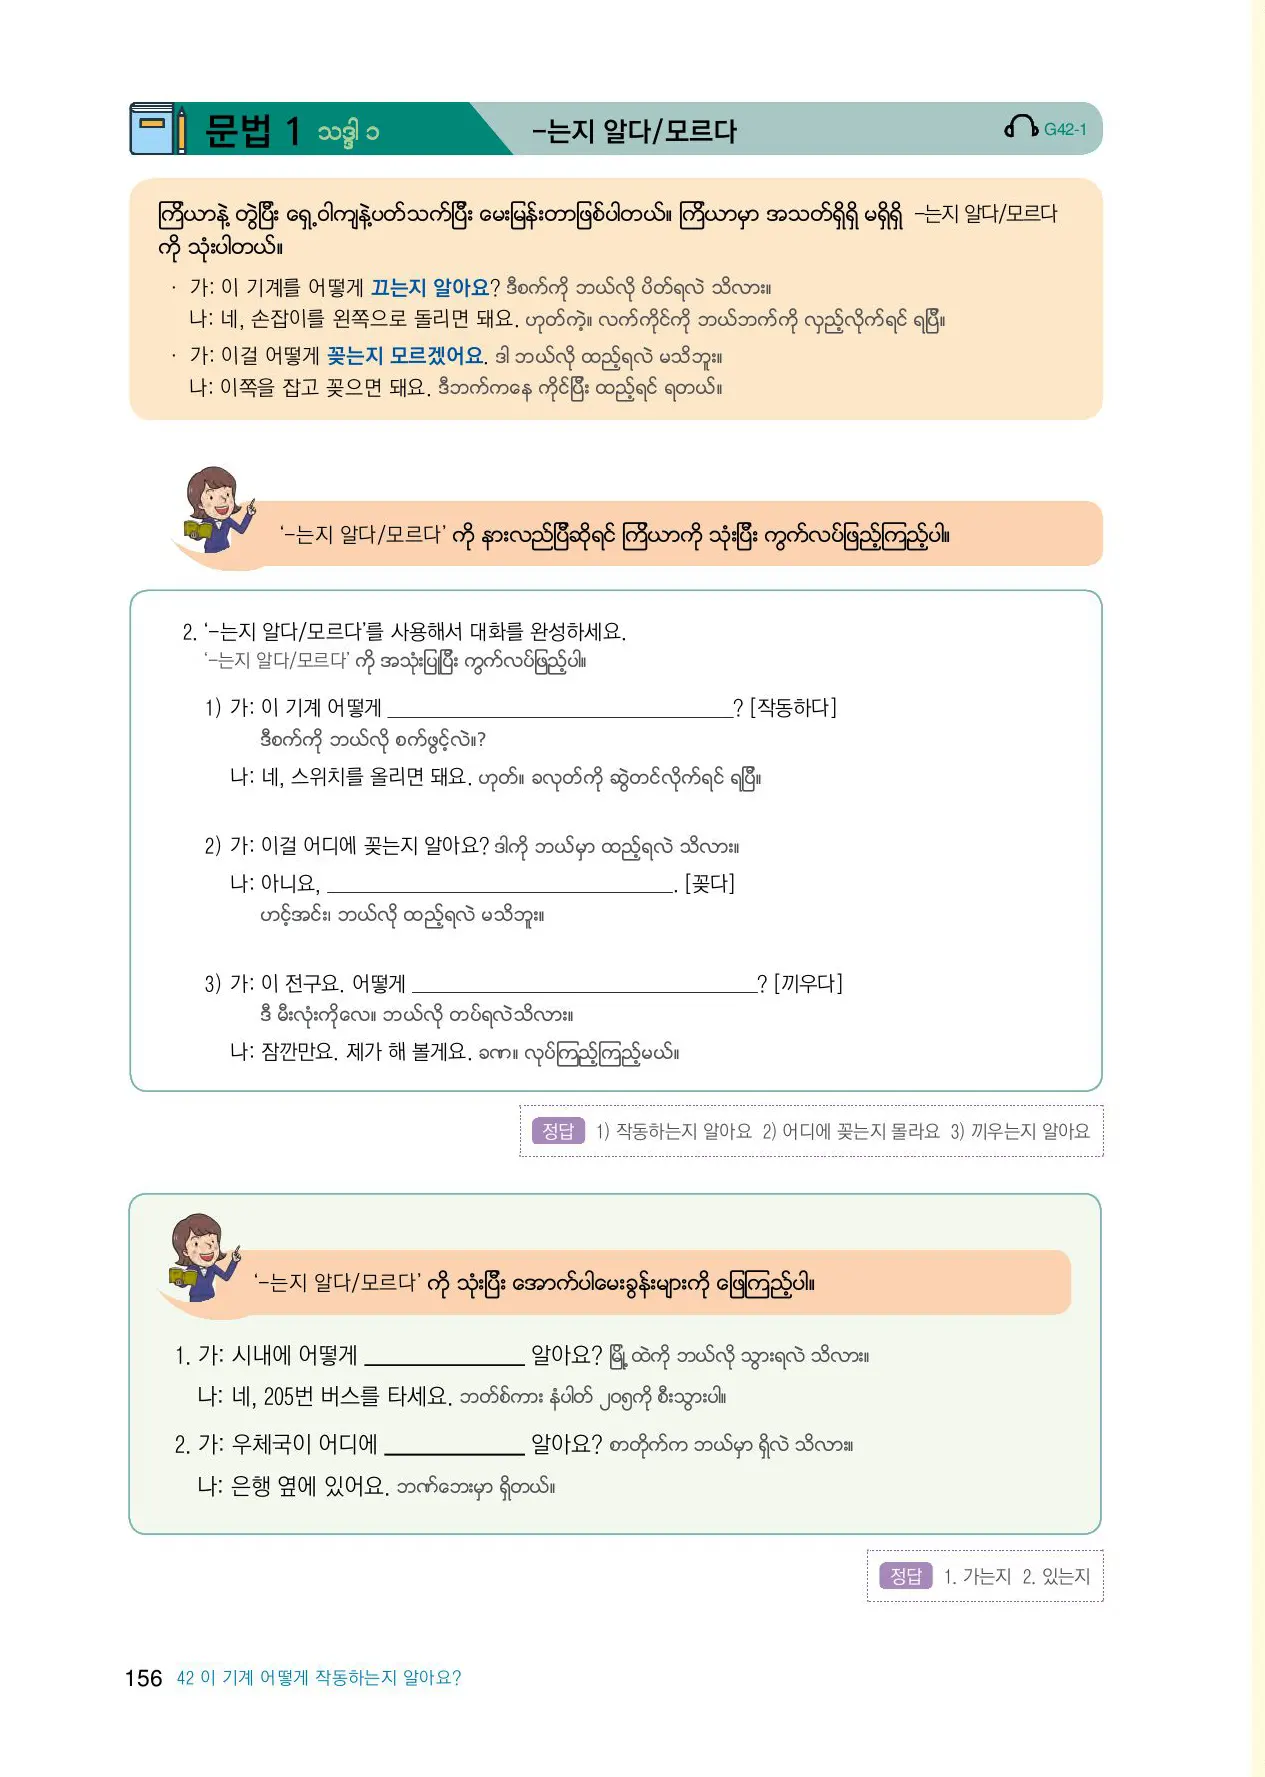 문법 1 သဒ္ဒါ ၁
-는지 알다/모르다
G42-1
ကြိယာနဲ့ တွဲပြီး ရှေ့ဝါကျနဲ့ပတ်သက်ပြီး မေးမြန်းတာဖြစ်ပါတယ်။ ကြိယာမှာ အသတ်ရှိရှိ မရှိရှိ -는지 알다/모르다
ကို သုံးပါတယ်။
· 가: 이 기계를 어떻게 끄는지 알아요? ဒီစက်ကို ဘယ်လို ပိတ်ရလဲ သိလား။
나: 네, 손잡이를 왼쪽으로 돌리면 돼요. ဟုတ်ကဲ့။ လက်ကိုင်ကို ဘယ်ဘက်ကို လှည့်လိုက်ရင် ရပြီ။
· 가: 이걸 어떻게 꽂는지 모르겠어요. ဒါ ဘယ်လို ထည့်ရလဲ မသိဘူး။
나: 이쪽을 잡고 꽂으면 돼요. ဒီဘက်ကနေ ကိုင်ပြီး ထည့်ရင် ရတယ်။
‘-는지 알다/모르다’ ကို နားလည်ပြီဆိုရင် ကြိယာကို သုံးပြီး ကွက်လပ်ဖြည့်ကြည့်ပါ။
2. ‘-는지 알다/모르다’를 사용해서 대화를 완성하세요.
‘-는지 알다/모르다’ ကို အသုံးပြုပြီး ကွက်လပ်ဖြည့်ပါ။
1) 가: 이 기계 어떻게 ____________________? [작동하다]
ဒီစက်ကို ဘယ်လို စက်ဖွင့်လဲ။?
나: 네, 스위치를 올리면 돼요. ဟုတ်။ ခလုတ်ကို ဆွဲတင်လိုက်ရင် ရပြီ။
2) 가: 이걸 어디에 꽂는지 알아요? ဒါကို ဘယ်မှာ ထည့်ရလဲ သိလား။
나: 아니요, ____________________. [꽂다]
ဟင့်အင်း၊ ဘယ်လို ထည့်ရလဲ မသိဘူး။
3) 가: 이 전구요. 어떻게 ____________________? [끼우다]
ဒီ မီးလုံးကိုလေ။ ဘယ်လို တပ်ရလဲသိလား။
나: 잠깐만요. 제가 해 볼게요. ခဏ။ လုပ်ကြည့်ကြည့်မယ်။
정답 1) 작동하는지 알아요 2) 어디에 꽂는지 몰라요 3) 끼우는지 알아요
‘-는지 알다/모르다’ ကို သုံးပြီး အောက်ပါမေးခွန်းများကို ဖြေကြည့်ပါ။
1. 가: 시내에 어떻게 __________ 알아요? မြို့ထဲကို ဘယ်လို သွားရလဲ သိလား။
나: 네, 205번 버스를 타세요. ဘတ်စ်ကား နံပါတ် ၂၀၅ကို စီးသွားပါ။
2. 가: 우체국이 어디에 __________ 알아요? စာတိုက်က ဘယ်မှာ ရှိလဲ သိလား။
나: 은행 옆에 있어요. ဘဏ်ဘေးမှာ ရှိတယ်။
정답 1. 가는지 2. 있는지
156 42 이 기계 어떻게 작동하는지 알아요?